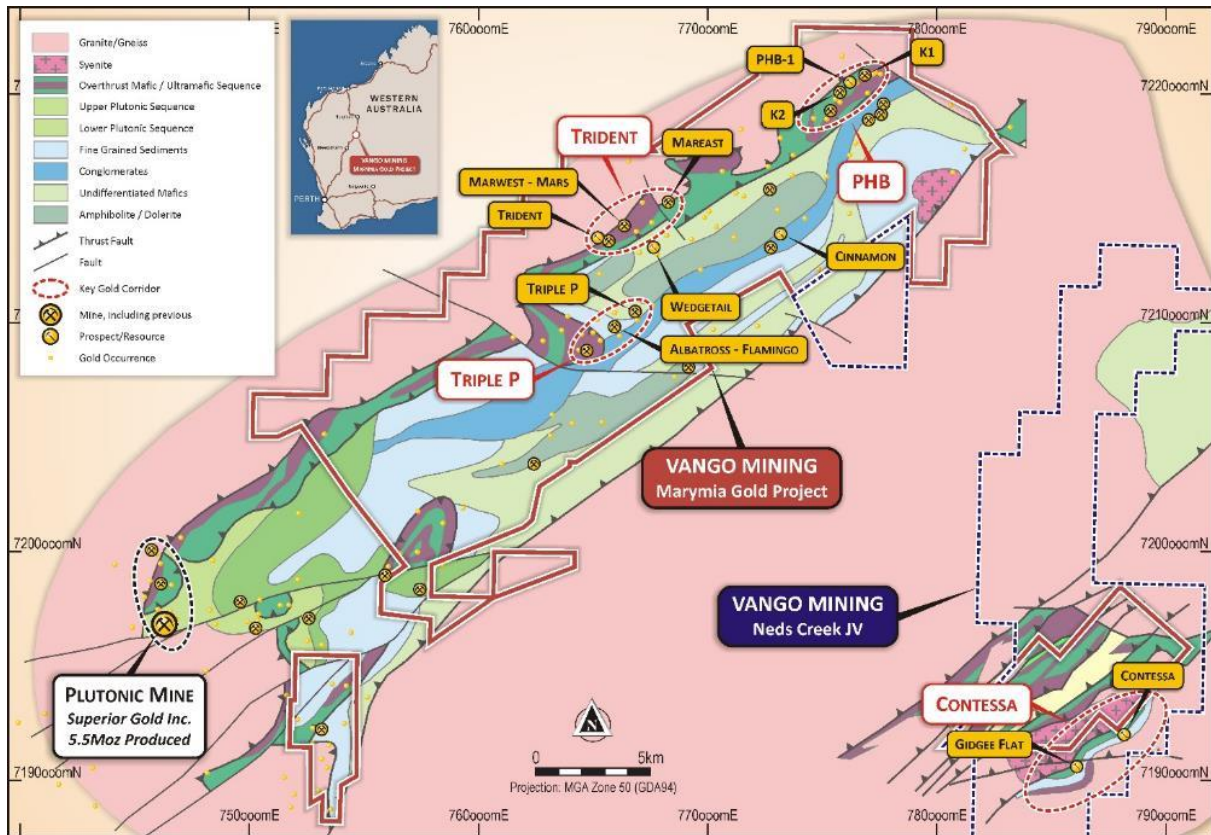 760000mE
770000mE
780000mE
790000mE
Granite/Gneiss
Syenite
Overthrust Mafic / Ultramafic Sequence
Upper Plutonic Sequence
Lower Plutonic Sequence
Fine Grained Sediments
Conglomerates
Undifferentiated Mafics
Amphibolite / Dolerite
Thrust Fault
Fault
Key Gold Corridor
Mine, including previous
Prospect/Resource
Gold Occurrence
WESTERN
AUSTRALIA
VANGO MINING
MARYMIA GOLD PROJECT
PERTH
PHB-1
K1
K2
7220000mN
TRIDENT
MAREAST
MARWEST - MARS
TRIDENT
PHB
CINNAMON
WEDGETAIL
TRIPLE P
ALBATROSS - FLAMINGO
TRIPLE P
7210000mN
VANGO MINING
Marymia Gold Project
7200000mN
7200000mN
VANGO MINING
Neds Creek JV
PLUTONIC MINE
Superior Gold Inc.
5.5Moz Produced
CONTESSA
CONTESSA
GIDGEE FLAT
N
0 5km
Projection: MGA Zone 50 (GDA94)
7190000mN
7190000mN
750000mE
760000mE
770000mE
780000mE
790000mE